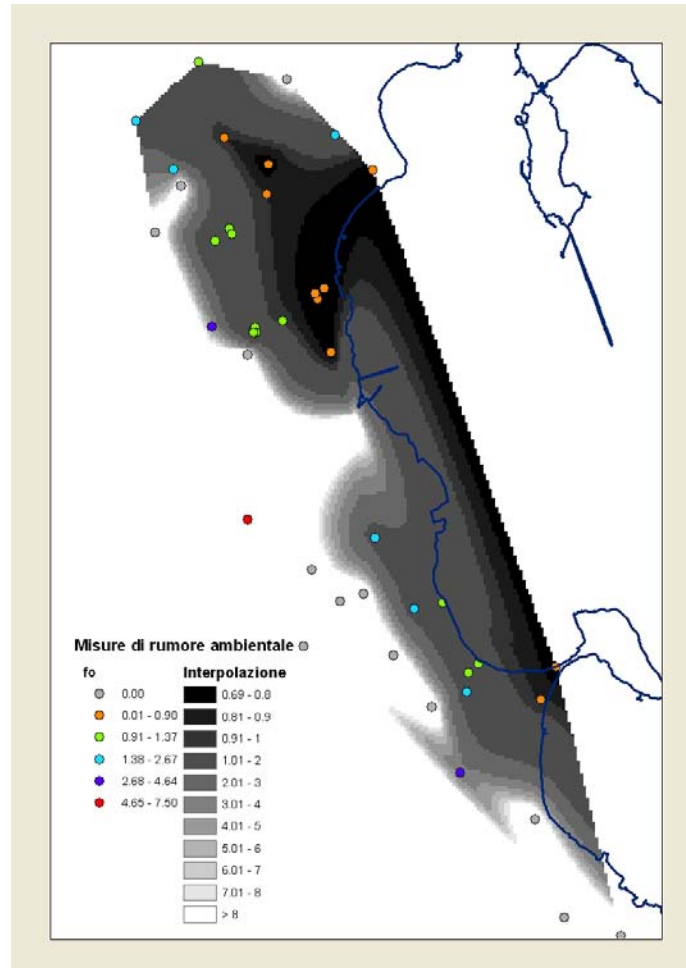 Misure di rumore ambientale
fo
0.00
0.01 - 0.90
0.91 - 1.37
1.38 - 2.67
2.68 - 4.64
4.65 - 7.50
Interpolazione
0.69 - 0.8
0.81 - 0.9
0.91 - 1
1.01 - 2
2.01 - 3
3.01 - 4
4.01 - 5
5.01 - 6
6.01 - 7
7.01 - 8
> 8